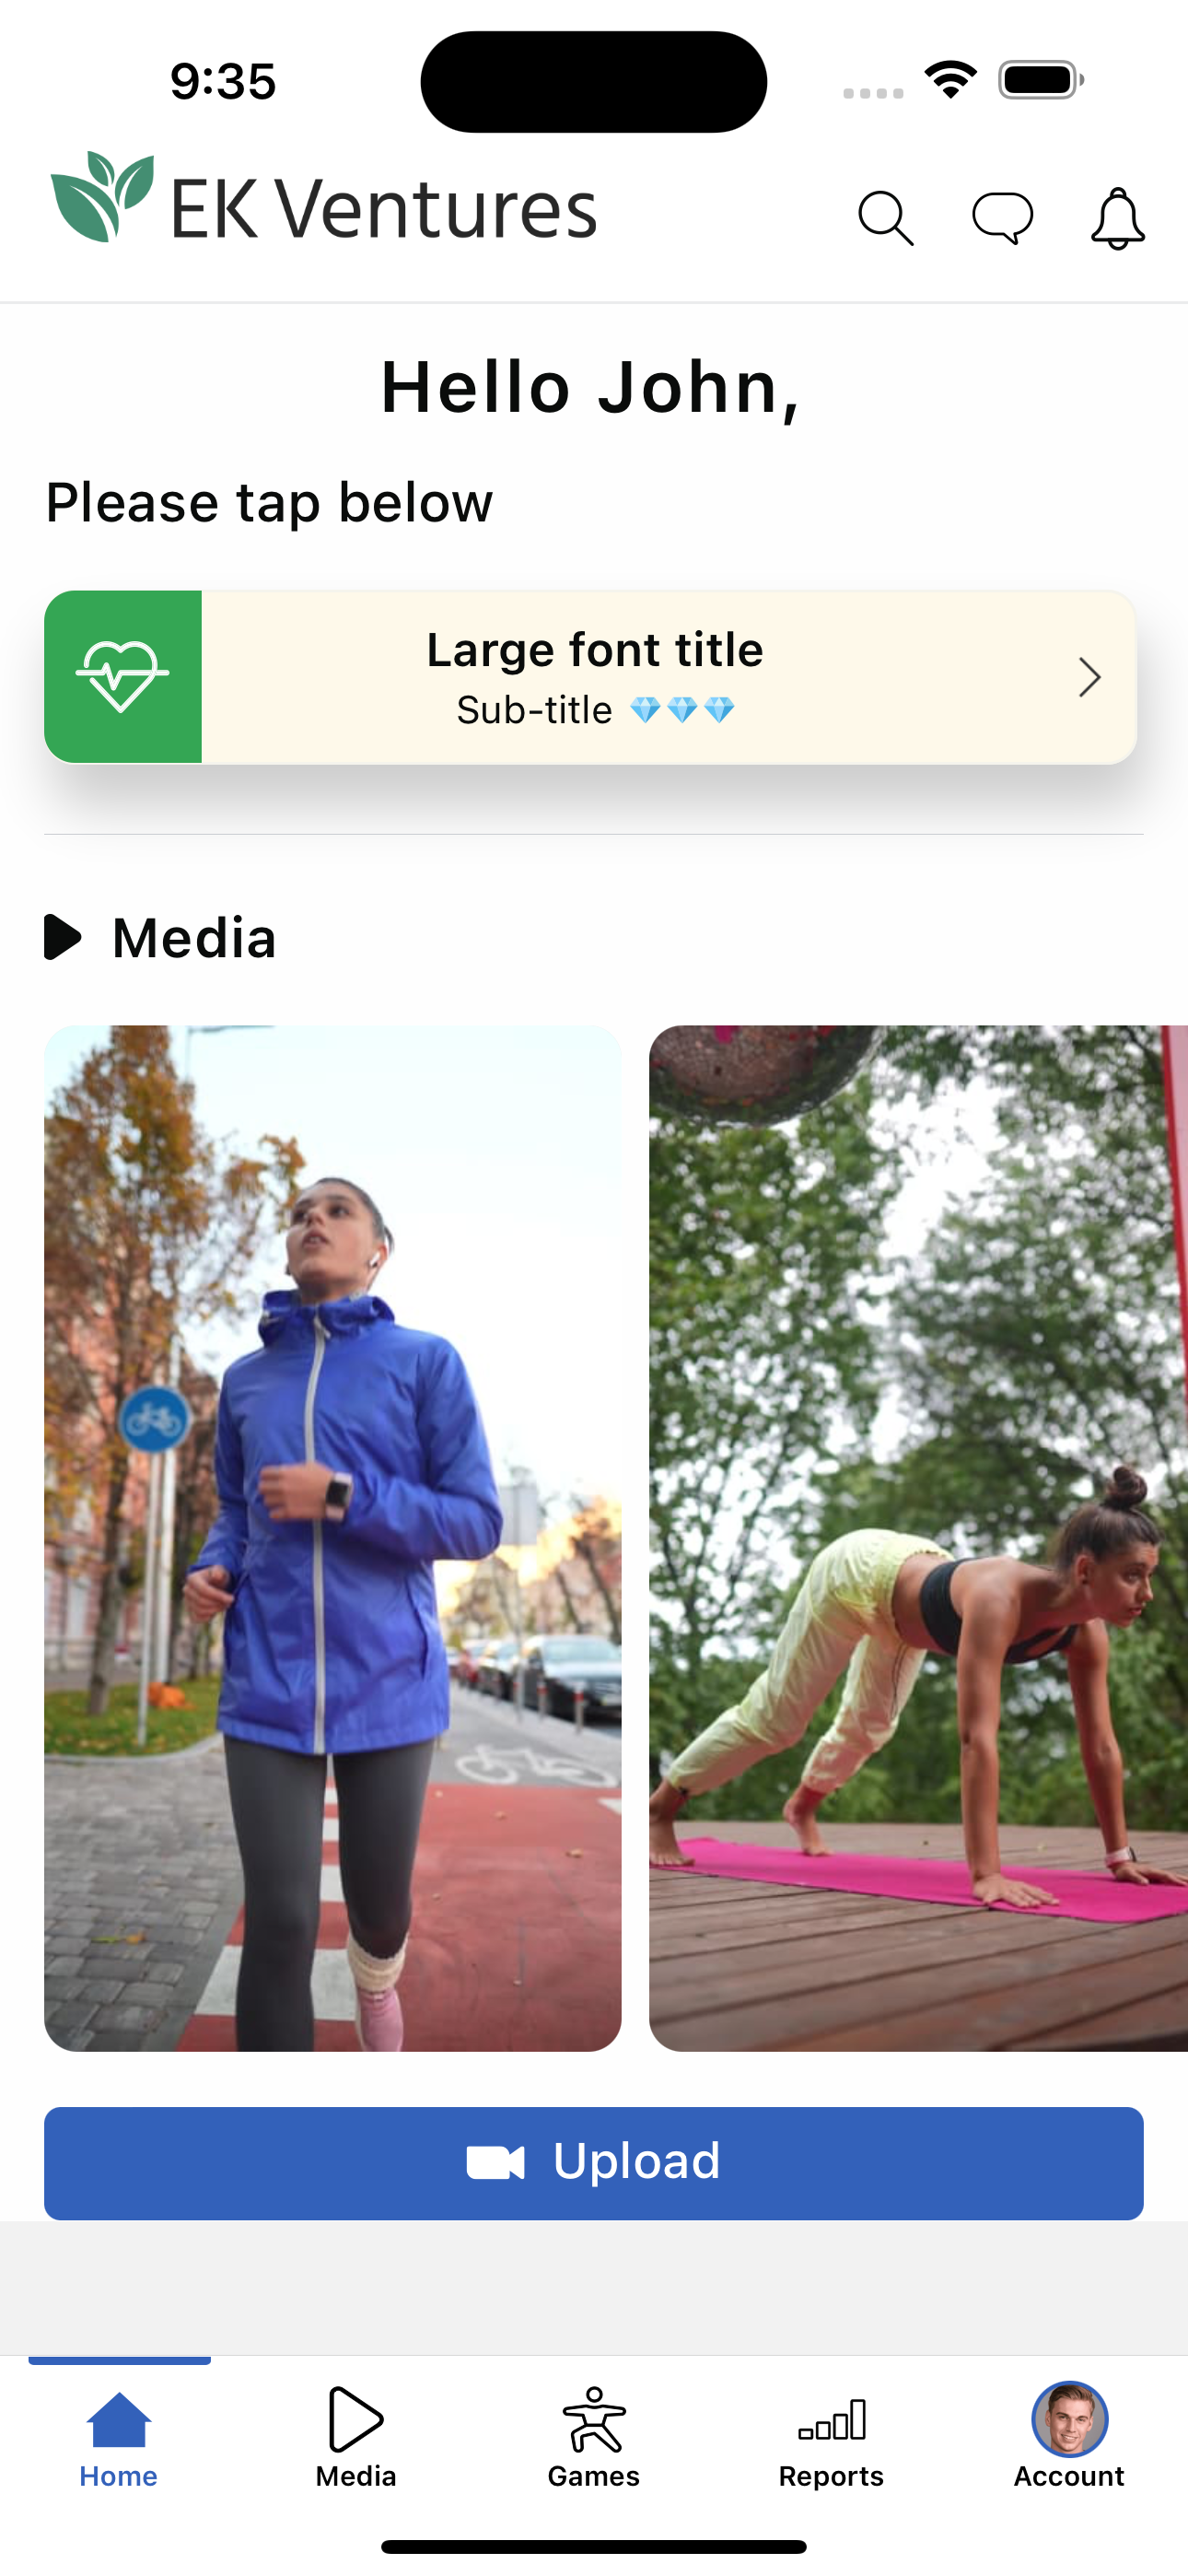 9:35
EK Ventures
Hello John,
Please tap below
Large font title
Sub-title 💎💎💎
Media
Upload
Home
Media
Games
Reports
Account